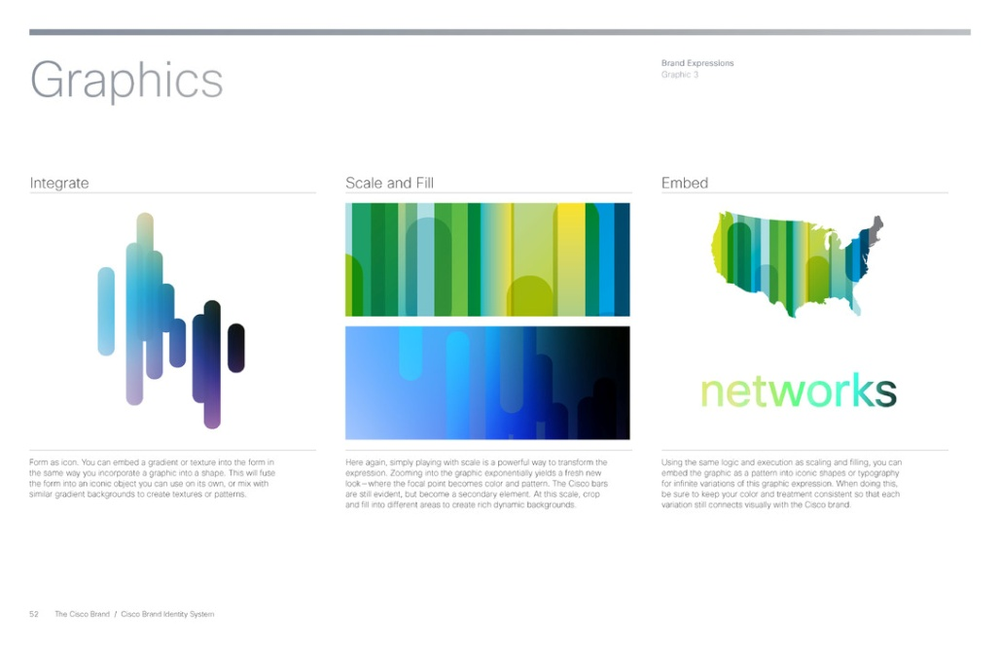 Graphics
Brand Expressions
Graphic 3
Integrate
Form as icon. You can embed a gradient or texture into the form in
the same way you incorporate a graphic into a shape. This will fuse
the form into an iconic object you can use on its own, or mix with
similar gradient backgrounds to create textures or patterns.
Scale and Fill
Here again, simply playing with scale is a powerful way to transform the
expression. Zooming into the graphic exponentially yields a fresh new
look—where the focal point becomes color and pattern. The Cisco bars
are still evident, but become a secondary element. At this scale, crop
and fill into different areas to create rich dynamic backgrounds.
Embed
networks
Using the same logic and execution as scaling and filling, you can
embed the graphic as a pattern into iconic shapes or typography
for infinite variations of this graphic expression. When doing this,
be sure to keep your color and treatment consistent so that each
variation still connects visually with the Cisco brand.
52 The Cisco Brand / Cisco Brand Identity System